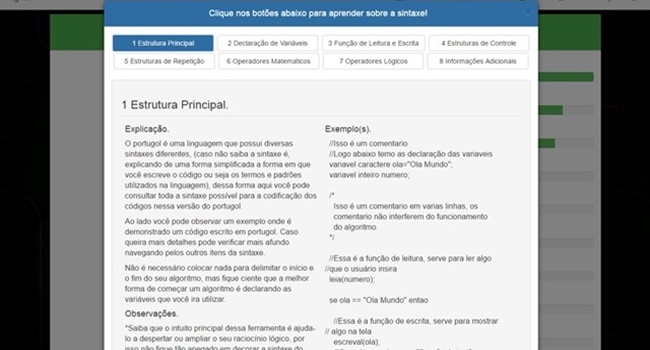 Clique nos botões abaixo para aprender sobre a sintaxe!
1 Estrutura Principal
2 Declaração de Variáveis
3 Função de Leitura e Escrita
4 Estruturas de Controle
5 Estruturas de Repetição
6 Operadores Matematicos
7 Operadores Lógicos
8 Informações Adicionais
1 Estrutura Principal.
Explicação.
O portugol é uma linguagem que possui diversas
sintaxes diferentes, (caso não saiba a sintaxe é,
explicando de uma forma simplificada a forma em que
você escreve o código ou seja os termos e padrões
utilizados na linguagem), dessa forma aqui você pode
consultar toda a sintaxe possível para a codificação dos
códigos nessa versão do portugol.
Ao lado você pode observar um exemplo onde é
demonstrado um código escrito em portugol. Caso
queira mais detalhes pode verificar mais afundo
navegando pelos outros itens da sintaxe.
Não é necessário colocar nada para delimitar o início e
o fim do seu algoritmo, mas fique ciente que a melhor
forma de começar um algoritmo é declarando as
variáveis que você ira utilizar.
Observações.
*Saiba que o intuito principal dessa ferramenta é ajuda-
lo a despertar ou ampliar o seu raciocínio lógico, por
isso não fique tão apegado em decorar a sintaxe do
Exemplo(s).
//Isso é um comentario
//Logo abaixo temo as declaração das variaveis
variavel caractere ola="Ola Mundo";
variavel inteiro numero;
/*
Isso é um comentario em varias linhas, os
comentario não interferem do funcionamento
do algoritmo.
*/
//Essa é a função de leitura, serve para ler algo
//que o usuário insira
leia(numero);
se ola == "Ola Mundo" entao
//Essa é a função de escrita, serve para mostrar
// algo na tela
escreval(ola);